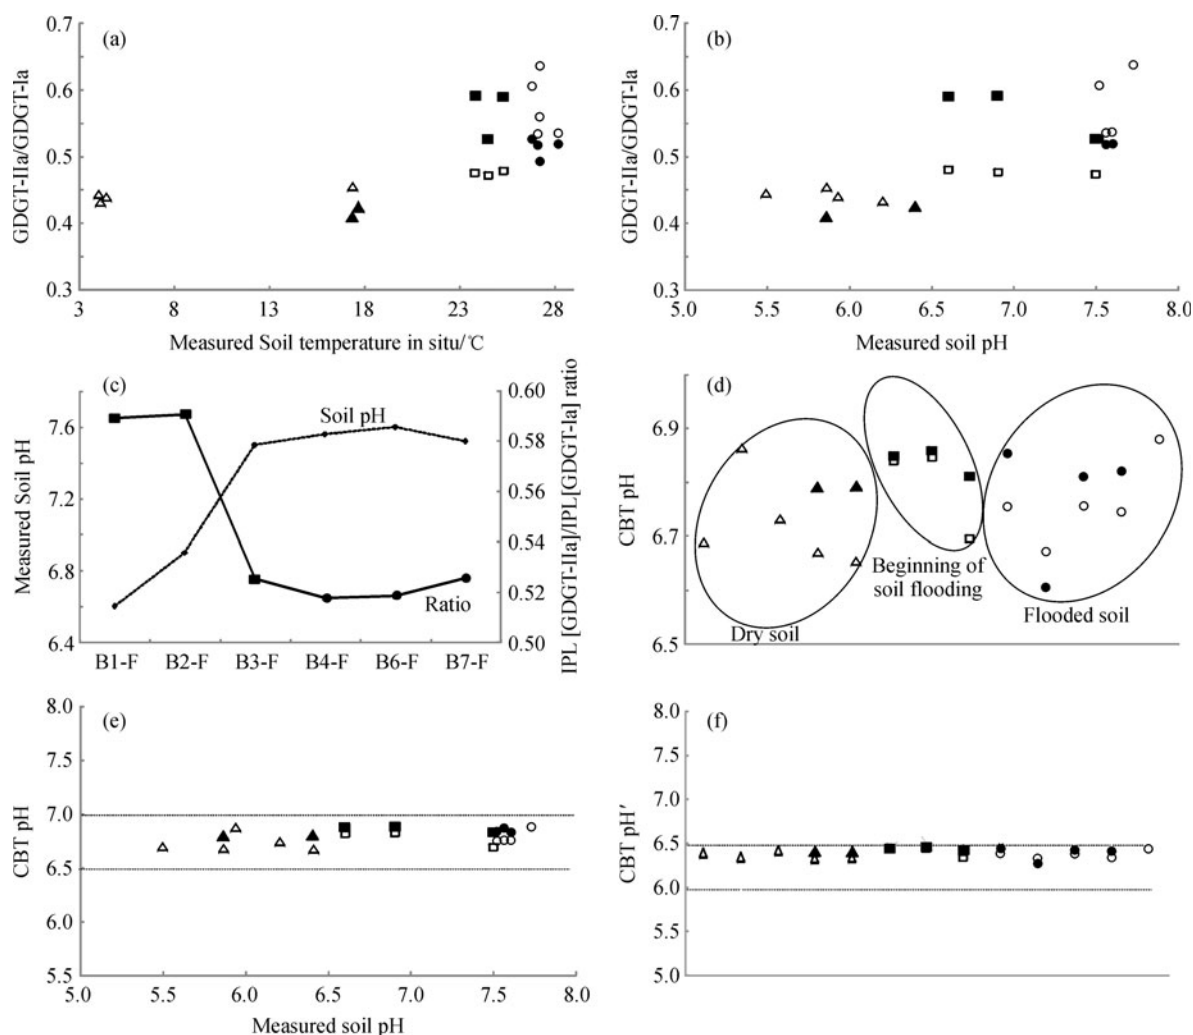 (a)
GDGT-IIa/GDGT-Ia
0.7
0.6
0.5
0.4
0.3
3
8
13
18
23
28
Measured Soil temperature in situ/℃
(b)
GDGT-IIa/GDGT-Ia
0.7
0.6
0.5
0.4
0.3
5.0
5.5
6.0
6.5
7.0
7.5
8.0
Measured soil pH
(c)
Measured Soil pH
7.6
7.2
6.8
6.4
Soil pH
Ratio
B1-F
B2-F
B3-F
B4-F
B6-F
B7-F
0.60
0.58
0.56
0.54
0.52
0.50
IPL [GDGT-IIa]/IPL[GDGT-Ia] ratio
(d)
CBT pH
6.9
6.7
6.5
Dry soil
Beginning of
soil flooding
Flooded soil
(e)
CBT pH
8.0
7.5
7.0
6.5
6.0
5.5
5.0
5.5
6.0
6.5
7.0
7.5
8.0
Measured soil pH
(f)
CBT pH′
8.0
7.5
7.0
6.5
6.0
5.5
5.0